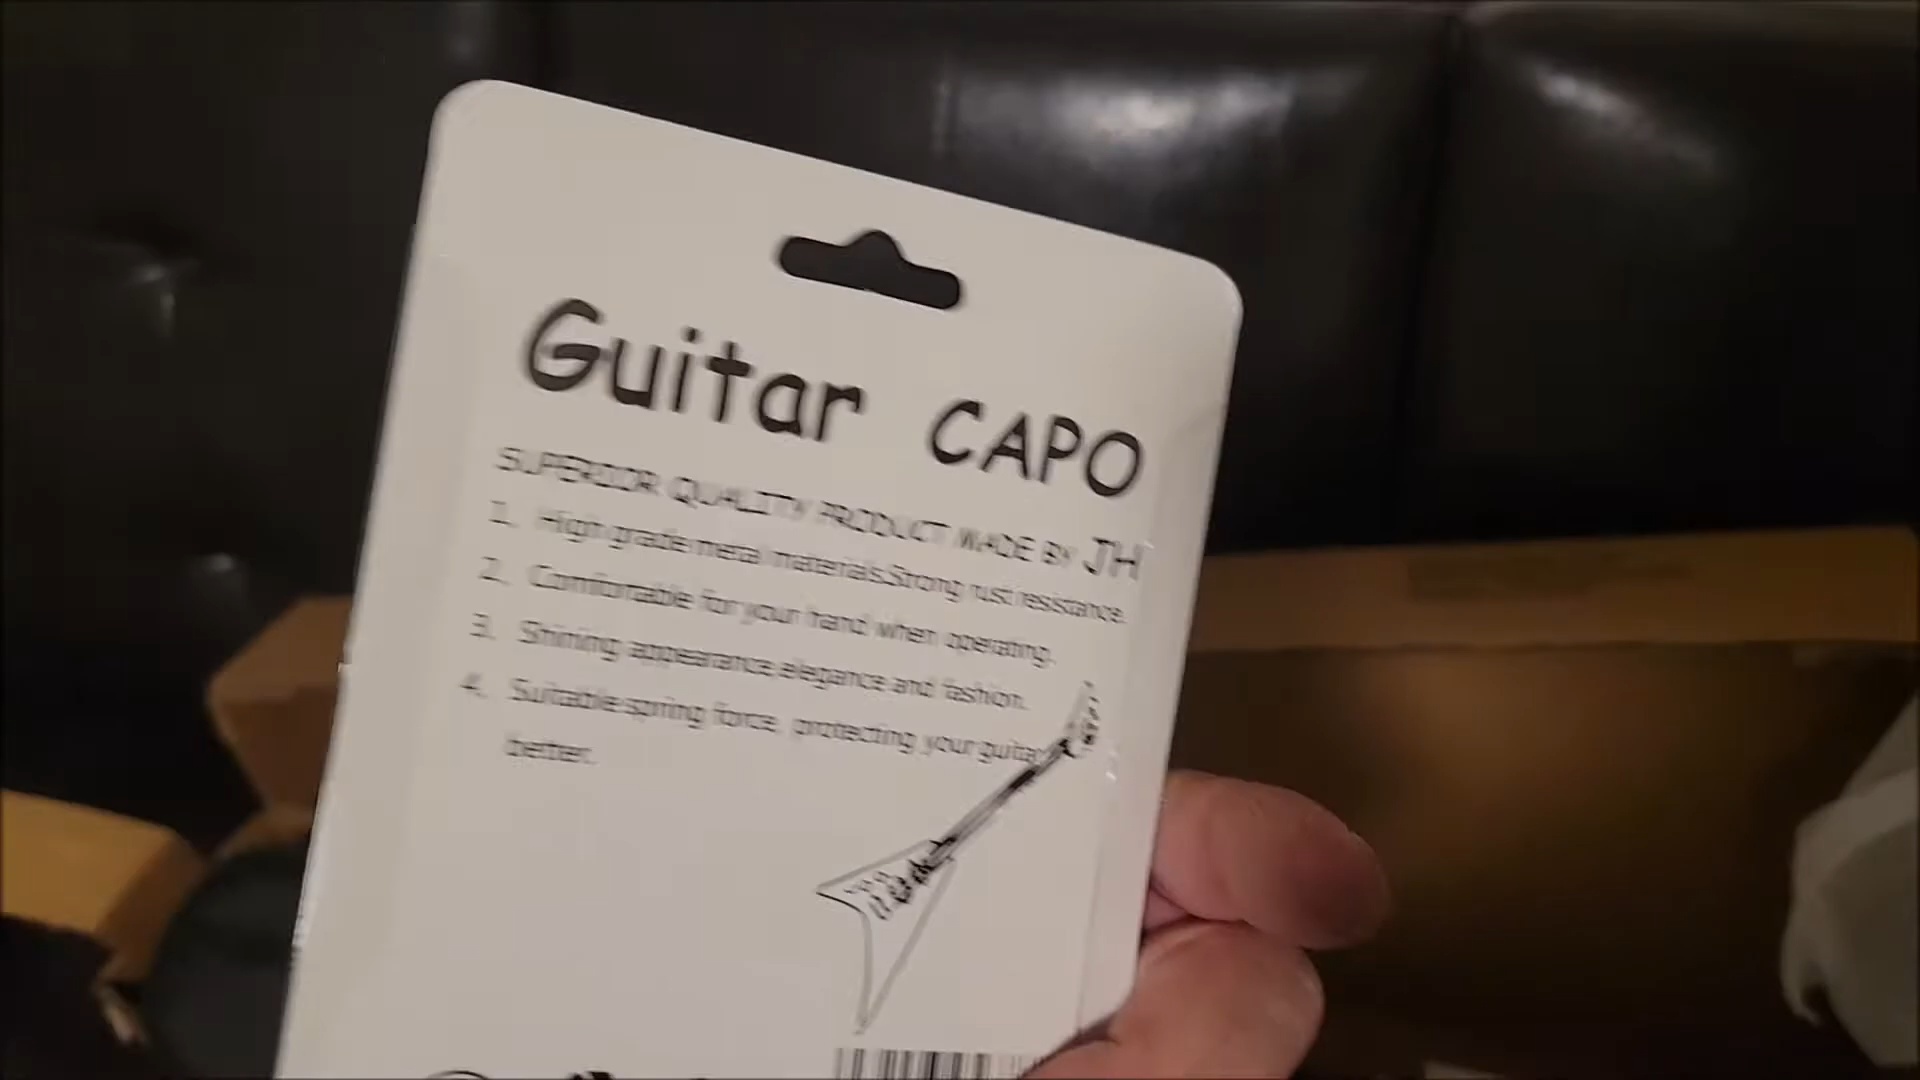 Guitar CAPO
SUPERIOR QUALITY PRODUCT MADE BY JH
1. High grade metal materials.Strong rust resistance.
2. Comfortable for your hand when operating.
3. Shining appearance,elegance and fashion.
4. Suitable spring force, protecting your guitar
better.